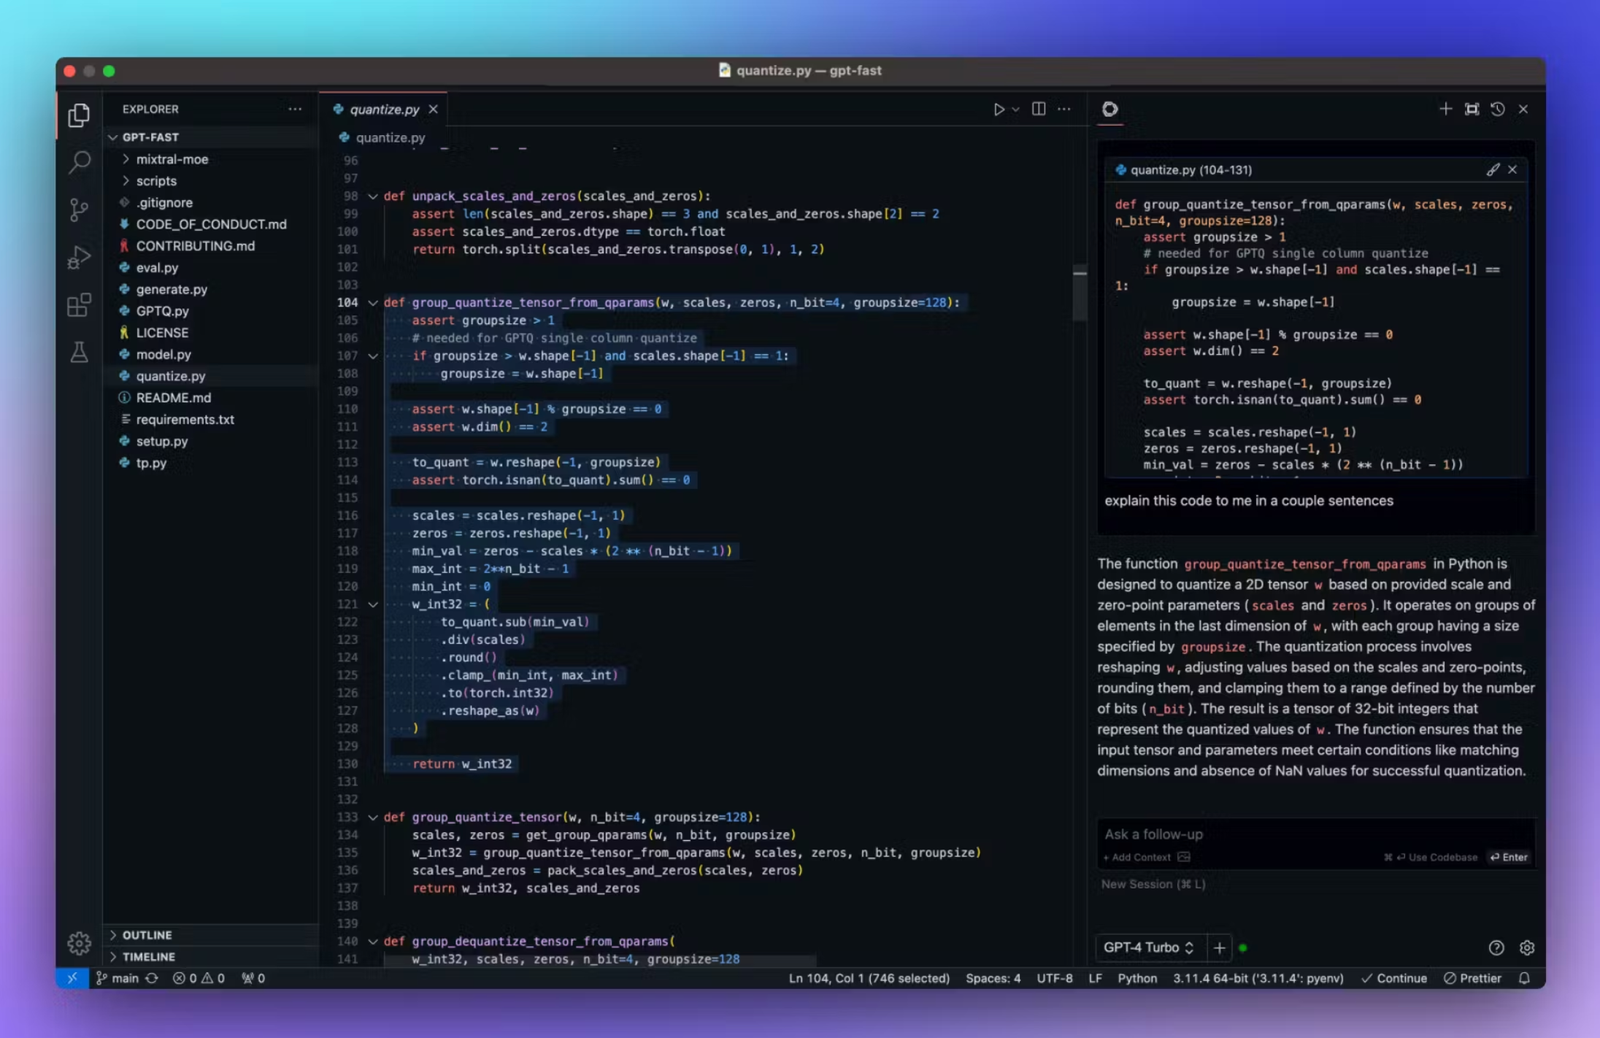 quantize.py — gpt-fast
EXPLORER
GPT-FAST
mixtral-moe
scripts
.gitignore
CODE_OF_CONDUCT.md
CONTRIBUTING.md
eval.py
generate.py
GPTQ.py
LICENSE
model.py
quantize.py
README.md
requirements.txt
setup.py
tp.py
OUTLINE
TIMELINE
quantize.py
quantize.py
96
97
98 def unpack_scales_and_zeros(scales_and_zeros):
99 assert len(scales_and_zeros.shape) == 3 and scales_and_zeros.shape[2] == 2
100 assert scales_and_zeros.dtype == torch.float
101 return torch.split(scales_and_zeros.transpose(0, 1), 1, 2)
102
103
104 def group_quantize_tensor_from_qparams(w, scales, zeros, n_bit=4, groupsize=128):
105 assert groupsize > 1
106 # needed for GPTQ single column quantize
107 if groupsize > w.shape[-1] and scales.shape[-1] == 1:
108 groupsize = w.shape[-1]
109
110 assert w.shape[-1] % groupsize == 0
111 assert w.dim() == 2
112
113 to_quant = w.reshape(-1, groupsize)
114 assert torch.isnan(to_quant).sum() == 0
115
116 scales = scales.reshape(-1, 1)
117 zeros = zeros.reshape(-1, 1)
118 min_val = zeros - scales * (2 ** (n_bit - 1))
119 max_int = 2**n_bit - 1
120 min_int = 0
121 w_int32 = (
122 to_quant.sub(min_val)
123 .div(scales)
124 .round()
125 .clamp_(min_int, max_int)
126 .to(torch.int32)
127 .reshape_as(w)
128 )
129
130 return w_int32
131
132
133 def group_quantize_tensor(w, n_bit=4, groupsize=128):
134 scales, zeros = get_group_qparams(w, n_bit, groupsize)
135 w_int32 = group_quantize_tensor_from_qparams(w, scales, zeros, n_bit, groupsize)
136 scales_and_zeros = pack_scales_and_zeros(scales, zeros)
137 return w_int32, scales_and_zeros
138
139
140 def group_dequantize_tensor_from_qparams(
141 w_int32, scales, zeros, n_bit=4, groupsize=128
quantize.py (104-131)
def group_quantize_tensor_from_qparams(w, scales, zeros,
n_bit=4, groupsize=128):
assert groupsize > 1
# needed for GPTQ single column quantize
if groupsize > w.shape[-1] and scales.shape[-1] ==
1:
groupsize = w.shape[-1]
assert w.shape[-1] % groupsize == 0
assert w.dim() == 2
to_quant = w.reshape(-1, groupsize)
assert torch.isnan(to_quant).sum() == 0
scales = scales.reshape(-1, 1)
zeros = zeros.reshape(-1, 1)
min_val = zeros - scales * (2 ** (n_bit - 1))
explain this code to me in a couple sentences
The function group_quantize_tensor_from_qparams in Python is
designed to quantize a 2D tensor w based on provided scale and
zero-point parameters ( scales and zeros ). It operates on groups of
elements in the last dimension of w , with each group having a size
specified by groupsize . The quantization process involves
reshaping w , adjusting values based on the scales and zero-points,
rounding them, and clamping them to a range defined by the number
of bits ( n_bit ). The result is a tensor of 32-bit integers that
represent the quantized values of w . The function ensures that the
input tensor and parameters meet certain conditions like matching
dimensions and absence of NaN values for successful quantization.
Ask a follow-up
+ Add Context ⌘ ⏎ Use Codebase ⏎ Enter
New Session (⌘ L)
GPT-4 Turbo
main 0 0 0 Ln 104, Col 1 (746 selected) Spaces: 4 UTF-8 LF Python 3.11.4 64-bit ('3.11.4': pyenv) Continue Prettier